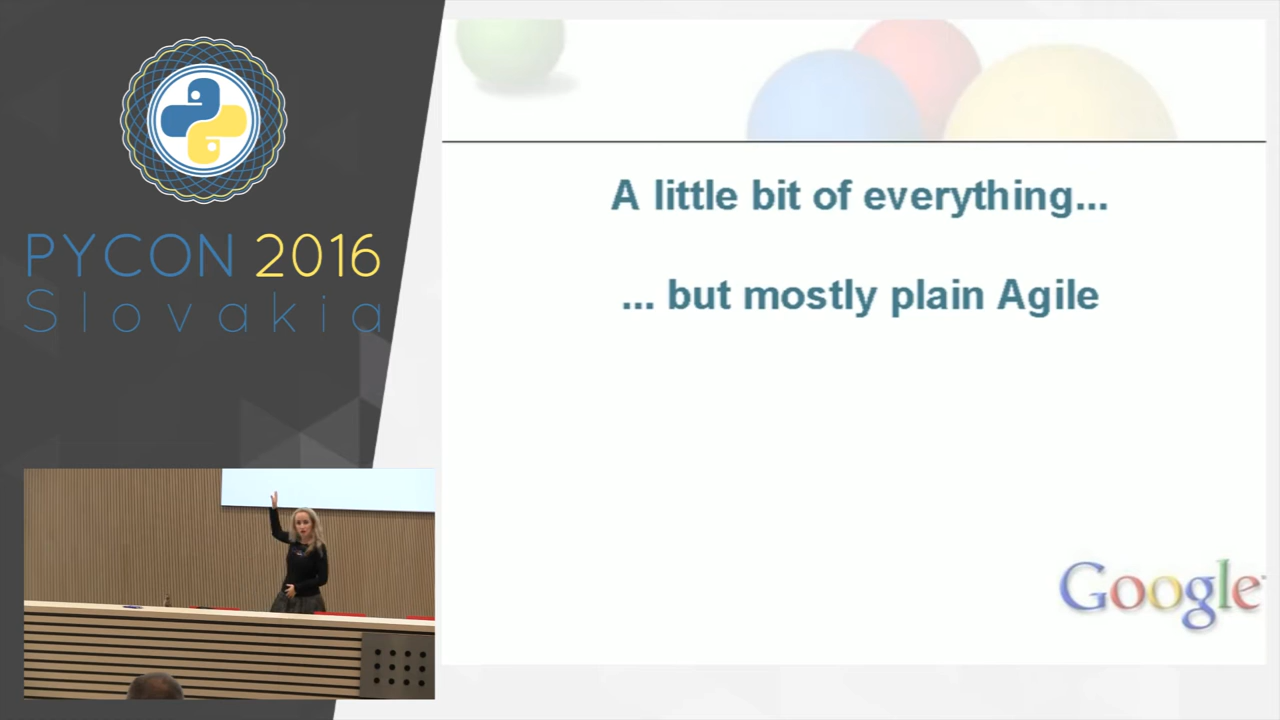 PYCON 2016
Slovakia
A little bit of everything...
... but mostly plain Agile
Google